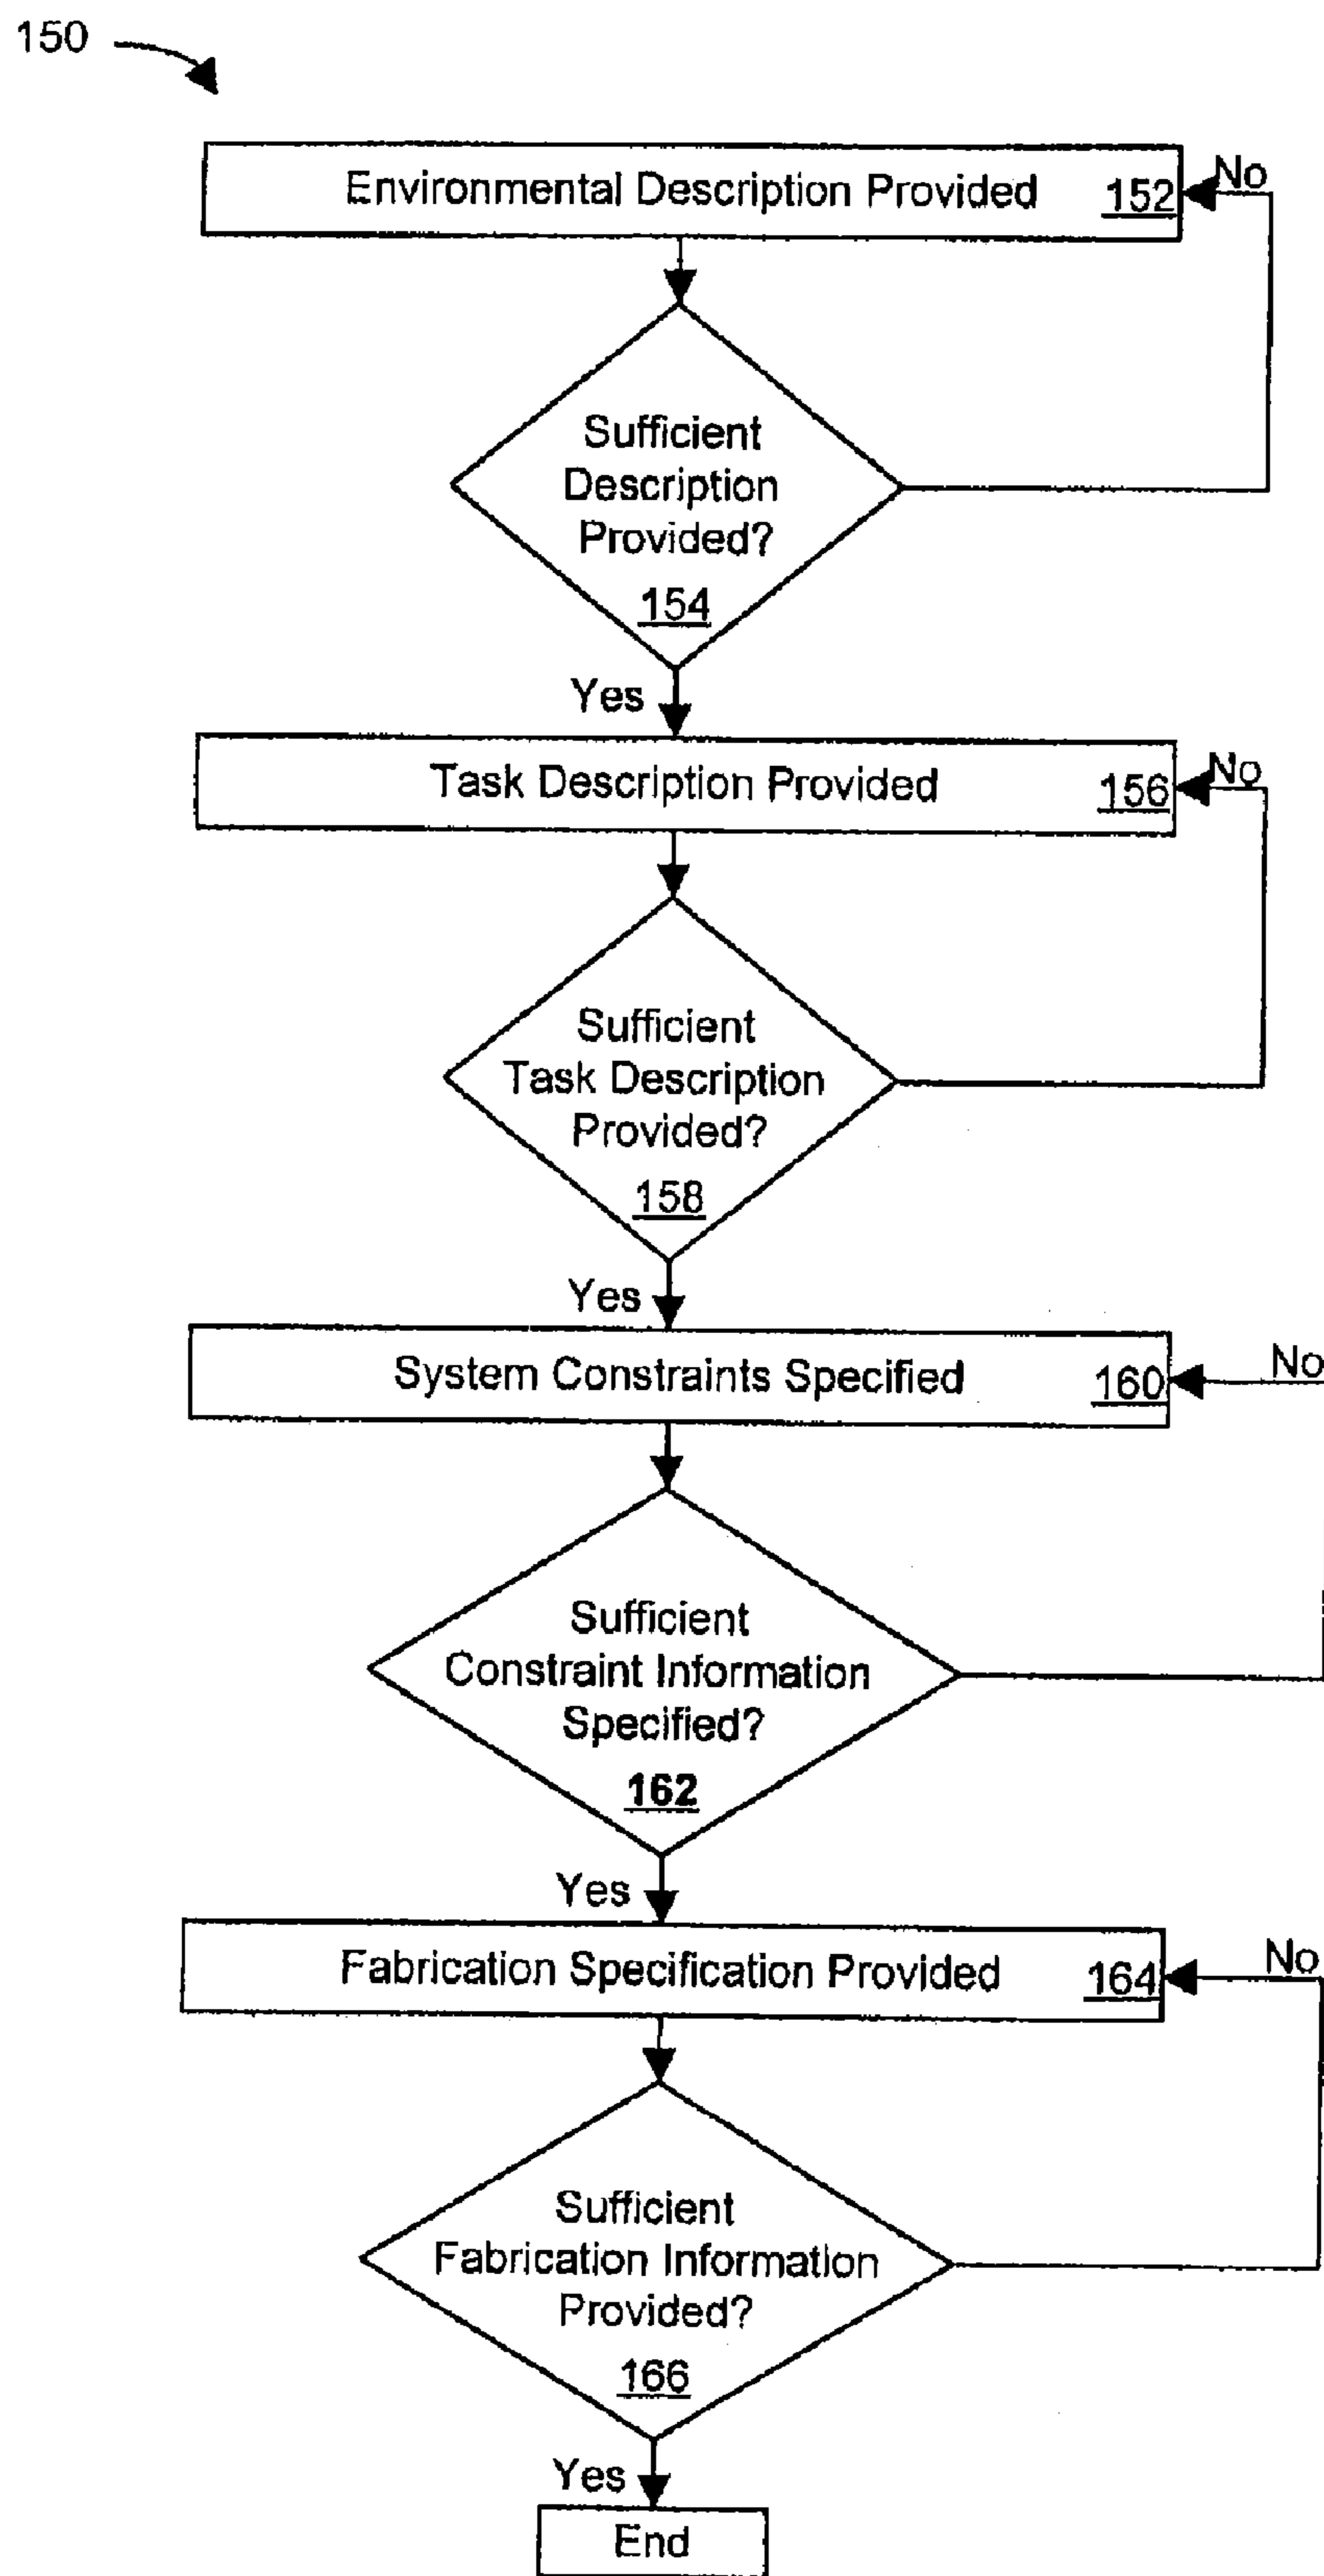 150
Environmental Description Provided 152
No
Sufficient
Description
Provided?
154
Yes
Task Description Provided 156
No
Sufficient
Task Description
Provided?
158
Yes
System Constraints Specified 160
No
Sufficient
Constraint Information
Specified?
162
Yes
Fabrication Specification Provided 164
No
Sufficient
Fabrication Information
Provided?
166
Yes
End